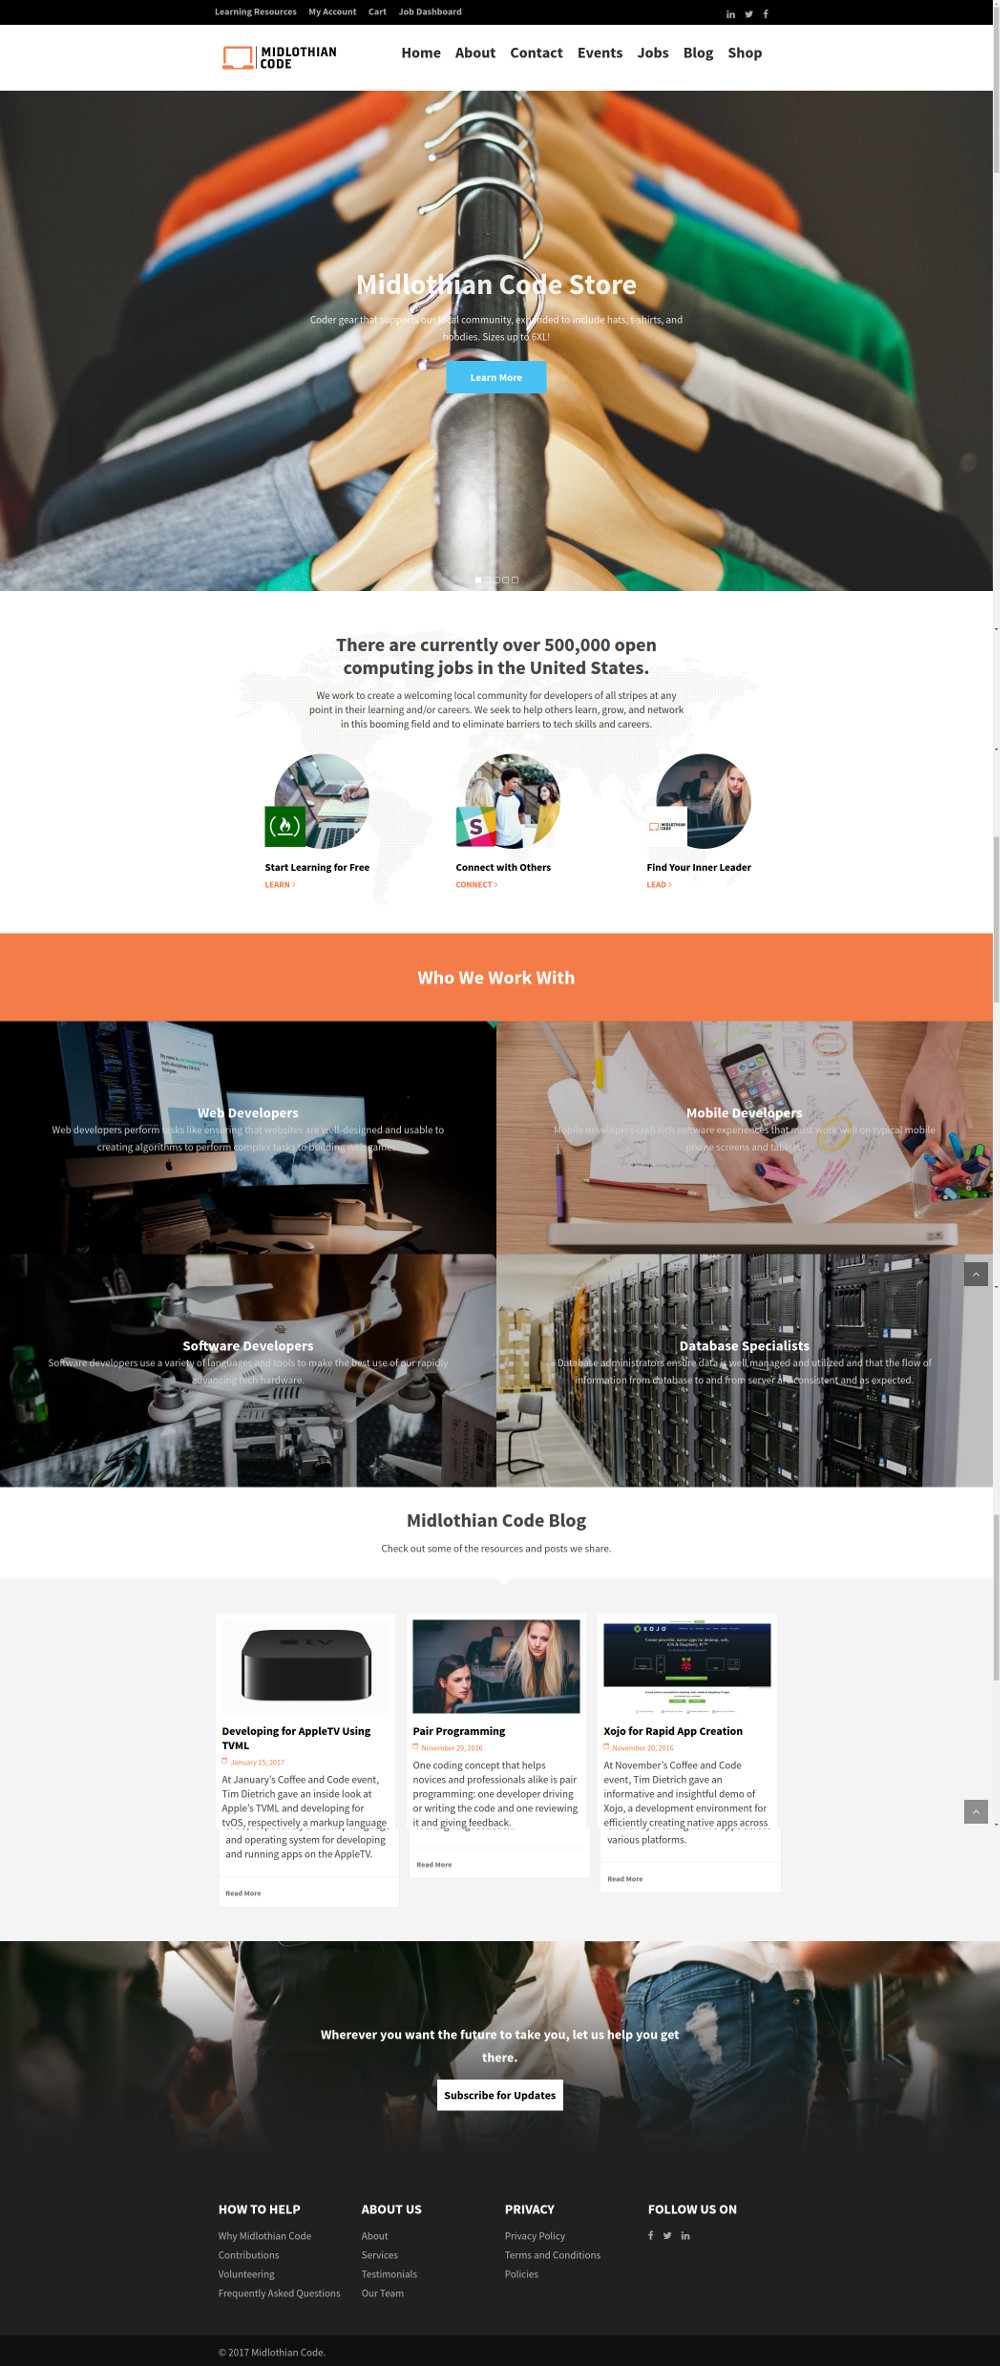 Learning Resources My Account Cart Job Dashboard
MIDLOTHIAN
CODE
Home About Contact Events Jobs Blog Shop
Midlothian Code Store
Coder gear that supports our local community, expanded to include hats, t-shirts, and
hoodies. Sizes up to 6XL!
Learn More
There are currently over 500,000 open
computing jobs in the United States.
We work to create a welcoming local community for developers of all stripes at any
point in their learning and/or careers. We seek to help others learn, grow, and network
in this booming field and to eliminate barriers to tech skills and careers.
MIDLOTHIAN
CODE
Start Learning for Free
LEARN >
Connect with Others
CONNECT >
Find Your Inner Leader
LEAD >
Who We Work With
Web Developers
Web developers perform tasks like ensuring that websites are well-designed and usable to
creating algorithms to perform complex tasks to building web games.
Mobile Developers
Mobile developers craft rich software experiences that must work well on typical mobile
phone screens and tablets.
Software Developers
Software developers use a variety of languages and tools to make the best use of our rapidly
advancing tech hardware.
Database Specialists
Database administrators ensure data is well managed and utilized and that the flow of
information from database to and from server are consistent and as expected.
Midlothian Code Blog
Check out some of the resources and posts we share.
tv
Developing for AppleTV Using
TVML
January 15, 2017
At January's Coffee and Code event,
Tim Dietrich gave an inside look at
Apple's TVML and developing for
tvOS, respectively a markup language
and operating system for developing
and running apps on the AppleTV.
Read More
Pair Programming
November 29, 2016
One coding concept that helps
novices and professionals alike is pair
programming: one developer driving
or writing the code and one reviewing
it and giving feedback.
Read More
XOJO
Create powerful, native apps for desktop, web,
iOS & Raspberry Pi
Xojo for Rapid App Creation
November 20, 2016
At November's Coffee and Code
event, Tim Dietrich gave an
informative and insightful demo of
Xojo, a development environment for
efficiently creating native apps across
various platforms.
Read More
Wherever you want the future to take you, let us help you get
there.
Subscribe for Updates
HOW TO HELP
Why Midlothian Code
Contributions
Volunteering
Frequently Asked Questions
ABOUT US
About
Services
Testimonials
Our Team
PRIVACY
Privacy Policy
Terms and Conditions
Policies
FOLLOW US ON
© 2017 Midlothian Code.